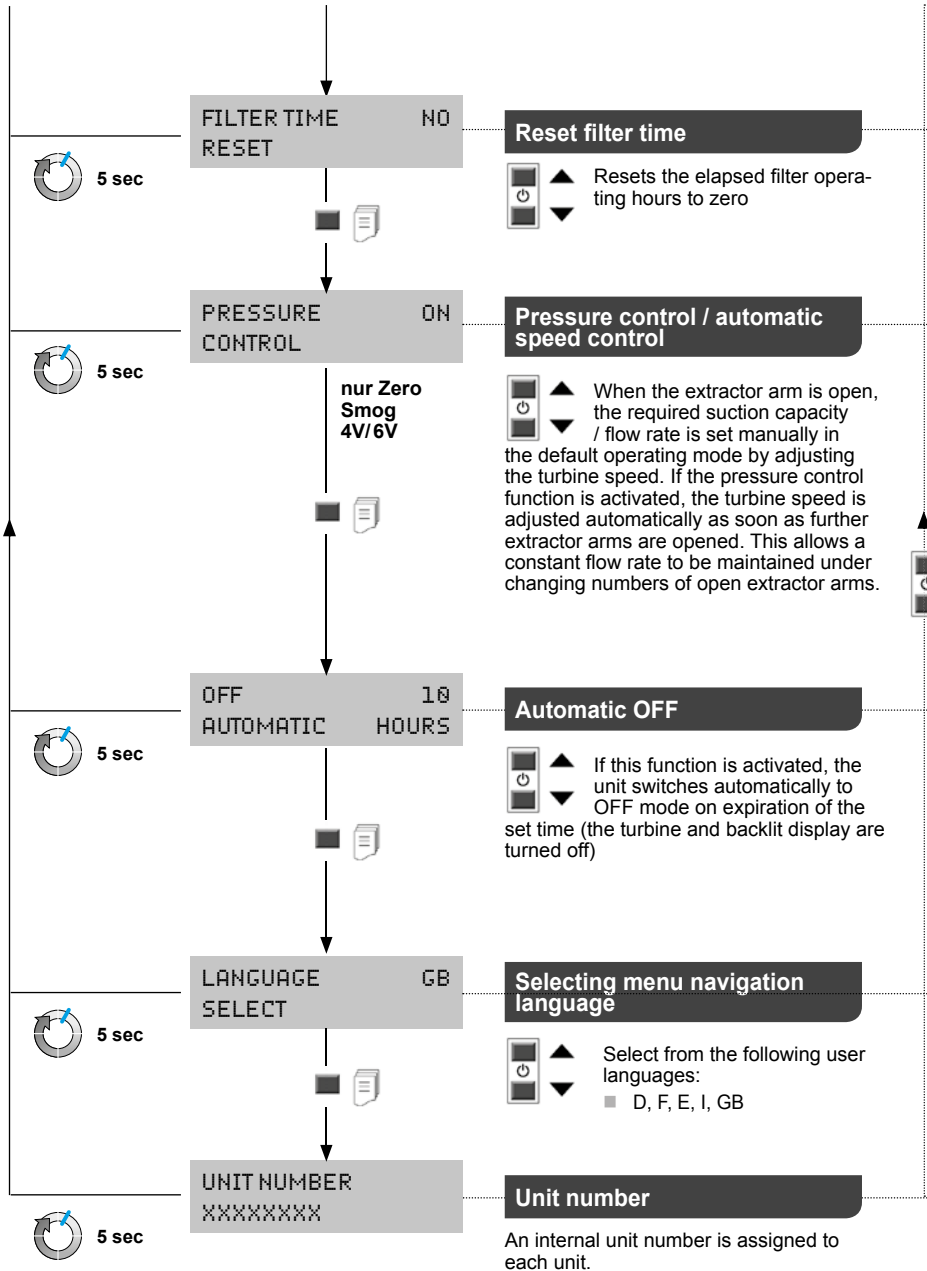 FILTER TIME NO
RESET
Reset filter time
5 sec
Resets the elapsed filter opera-
ting hours to zero
PRESSURE ON
CONTROL
Pressure control / automatic
speed control
5 sec
nur Zero
Smog
4V/6V
When the extractor arm is open,
the required suction capacity
/ flow rate is set manually in
the default operating mode by adjusting
the turbine speed. If the pressure control
function is activated, the turbine speed is
adjusted automatically as soon as further
extractor arms are opened. This allows a
constant flow rate to be maintained under
changing numbers of open extractor arms.
OFF 10
AUTOMATIC HOURS
Automatic OFF
5 sec
If this function is activated, the
unit switches automatically to
OFF mode on expiration of the
set time (the turbine and backlit display are
turned off)
LANGUAGE GB
SELECT
Selecting menu navigation
language
5 sec
Select from the following user
languages:
D, F, E, I, GB
UNIT NUMBER
XXXXXXXX
Unit number
5 sec
An internal unit number is assigned to
each unit.